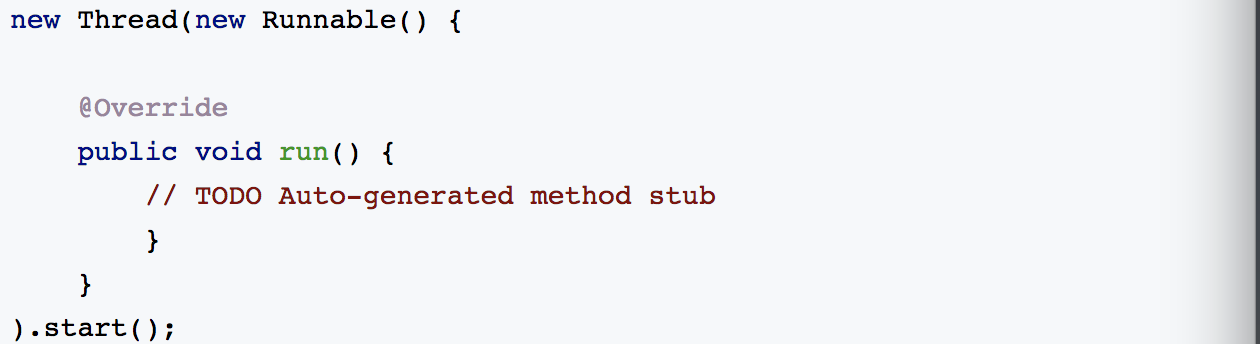 new Thread(new Runnable() {
@Override
public void run() {
// TODO Auto-generated method stub
}
}
).start();